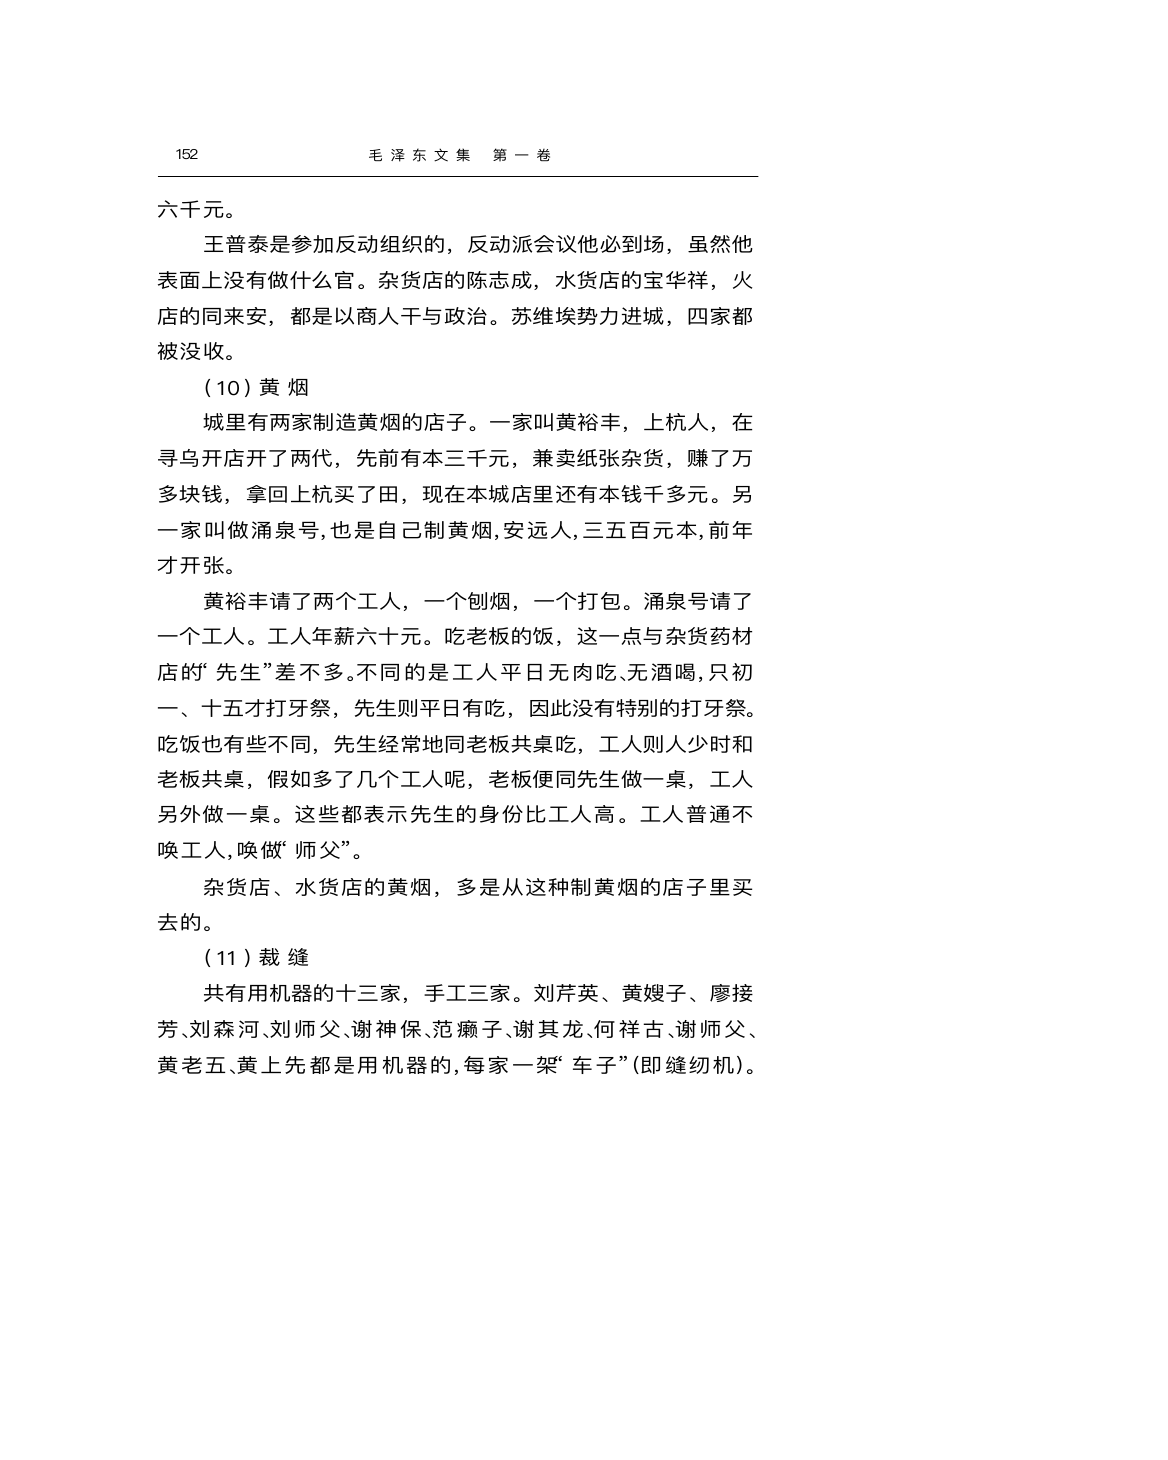 152 毛泽东文集 第一卷
六千元。
王普泰是参加反动组织的，反动派会议他必到场，虽然他
表面上没有做什么官。杂货店的陈志成，水货店的宝华祥，火
店的同来安，都是以商人干与政治。苏维埃势力进城，四家都
被没收。
(10)黄烟
城里有两家制造黄烟的店子。一家叫黄裕丰，上杭人，在
寻乌开店开了两代，先前有本三千元，兼卖纸张杂货，赚了万
多块钱，拿回上杭买了田，现在本城店里还有本钱千多元。另
一家叫做涌泉号,也是自己制黄烟,安远人,三五百元本,前年
才开张。
黄裕丰请了两个工人，一个刨烟，一个打包。涌泉号请了
一个工人。工人年薪六十元。吃老板的饭，这一点与杂货药材
店的“先生”差不多。不同的是工人平日无肉吃、无酒喝,只初
一、十五才打牙祭，先生则平日有吃，因此没有特别的打牙祭。
吃饭也有些不同，先生经常地同老板共桌吃，工人则人少时和
老板共桌，假如多了几个工人呢，老板便同先生做一桌，工人
另外做一桌。这些都表示先生的身份比工人高。工人普通不
唤工人,唤做“师父”。
杂货店、水货店的黄烟，多是从这种制黄烟的店子里买
去的。
(11)裁缝
共有用机器的十三家，手工三家。刘芹英、黄嫂子、廖接
芳、刘森河、刘师父、谢神保、范癞子、谢其龙、何祥古、谢师父、
黄老五、黄上先都是用机器的,每家一架“车子”(即缝纫机)。